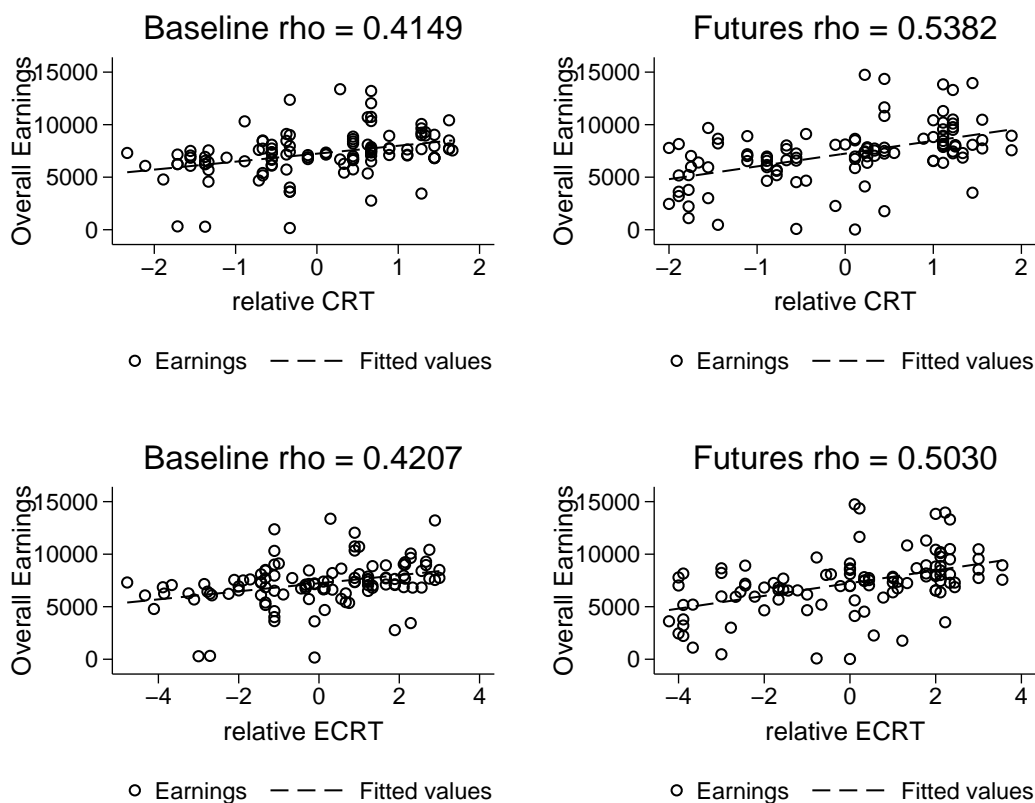 Baseline rho = 0.4149
Overall Earnings
15000
10000
5000
0
−2 −1 0 1 2
relative CRT
Earnings Fitted values
Futures rho = 0.5382
Overall Earnings
15000
10000
5000
0
−2 −1 0 1 2
relative CRT
Earnings Fitted values
Baseline rho = 0.4207
Overall Earnings
15000
10000
5000
0
−4 −2 0 2 4
relative ECRT
Earnings Fitted values
Futures rho = 0.5030
Overall Earnings
15000
10000
5000
0
−4 −2 0 2 4
relative ECRT
Earnings Fitted values